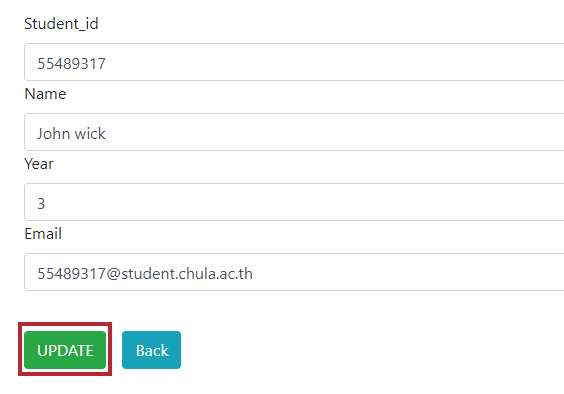 Student_id
55489317
Name
John wick
Year
3
Email
55489317@student.chula.ac.th
UPDATE Back